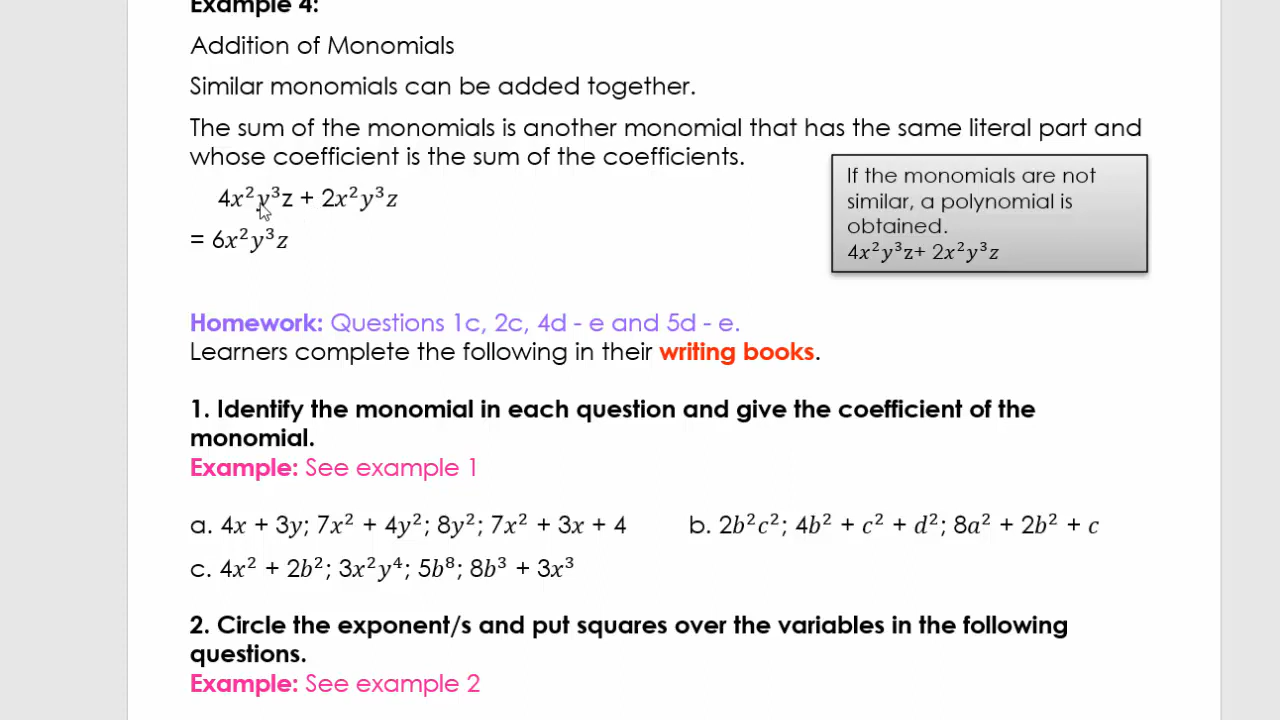 Example 4:
Addition of Monomials
Similar monomials can be added together.
The sum of the monomials is another monomial that has the same literal part and
whose coefficient is the sum of the coefficients.
4x²y³z + 2x²y³z
= 6x²y³z
If the monomials are not
similar, a polynomial is
obtained.
4x²y³z+ 2x²y³z
Homework: Questions 1c, 2c, 4d - e and 5d - e.
Learners complete the following in their writing books.
1. Identify the monomial in each question and give the coefficient of the
monomial.
Example: See example 1
a. 4x + 3y; 7x² + 4y²; 8y²; 7x² + 3x + 4
b. 2b²c²; 4b² + c² + d²; 8a² + 2b² + c
c. 4x² + 2b²; 3x²y⁴; 5b⁸; 8b³ + 3x³
2. Circle the exponent/s and put squares over the variables in the following
questions.
Example: See example 2